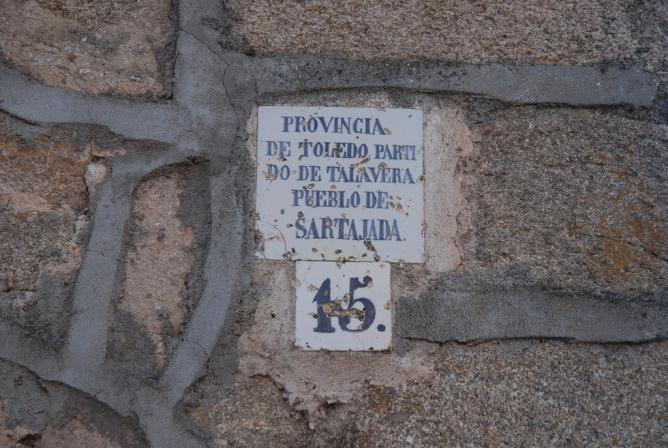 PROVINCIA
DE TOLEDO, PARTI
DO DE TALAVERA
PUEBLO DE
SARTAJADA.
15.